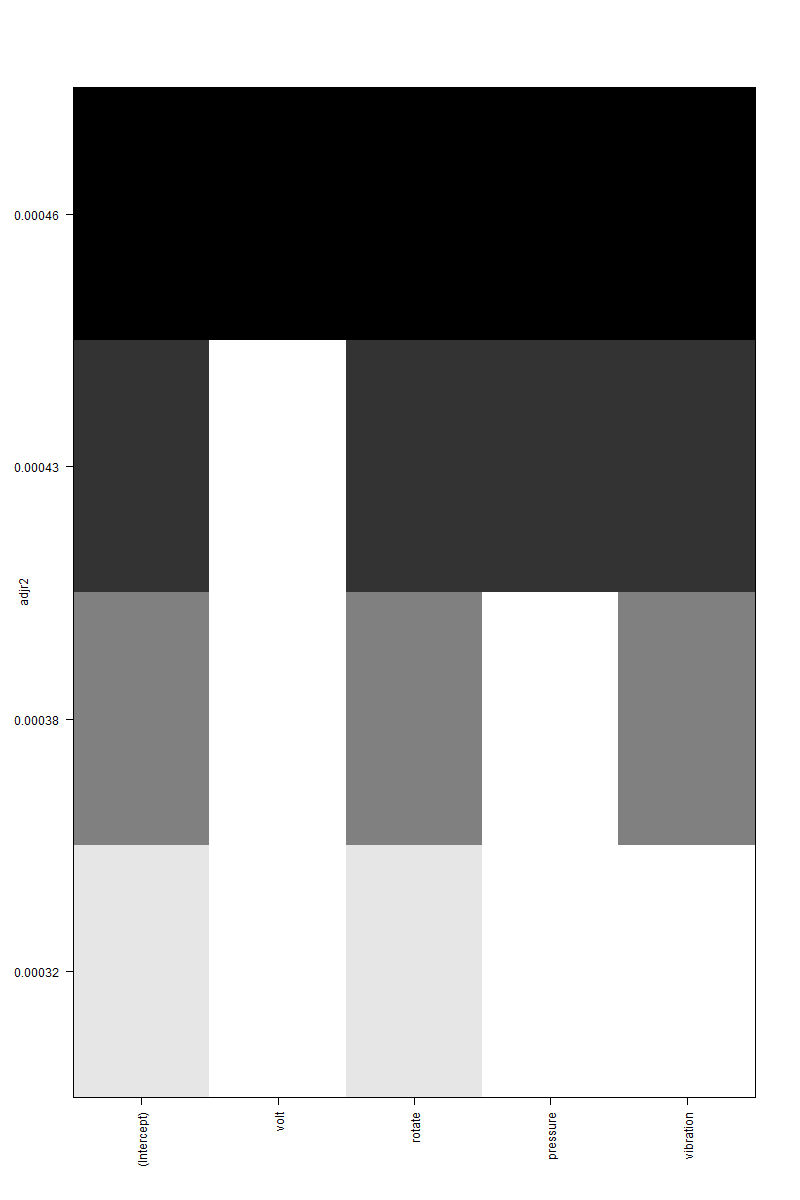 0.00046
0.00043
adjr2
0.00038
0.00032
(Intercept)
volt
rotate
pressure
vibration